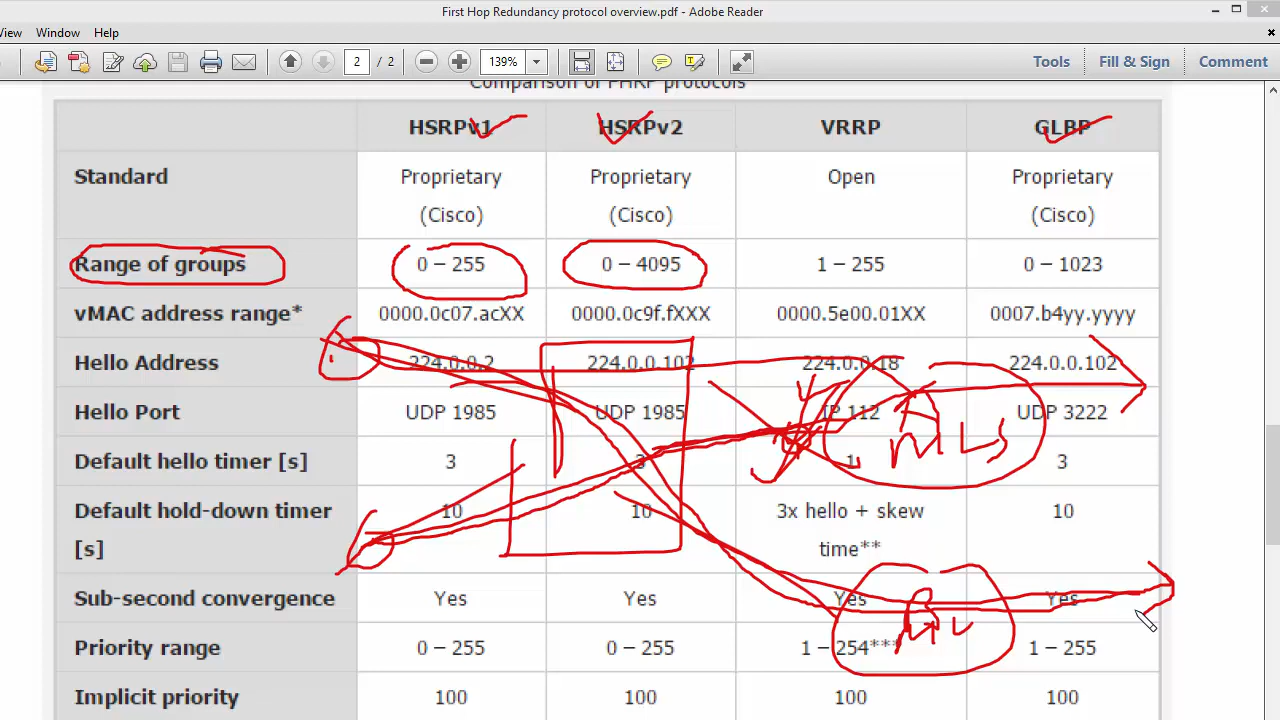 First Hop Redundancy protocol overview.pdf - Adobe Reader
View Window Help
2 / 2 139% Tools Fill & Sign Comment
Comparison of FHRP protocols
HSRPv1 HSRPv2 VRRP GLBP
Standard Proprietary (Cisco) Proprietary (Cisco) Open Proprietary (Cisco)
Range of groups 0 – 255 0 – 4095 1 – 255 0 – 1023
vMAC address range* 0000.0c07.acXX 0000.0c9f.fXXX 0000.5e00.01XX 0007.b4yy.yyyy
Hello Address 224.0.0.2 224.0.0.102 224.0.0.18 224.0.0.102
Hello Port UDP 1985 UDP 1985 IP 112 UDP 3222
Default hello timer [s] 3 3 1 3
Default hold-down timer [s] 10 10 3x hello + skew time** 10
Sub-second convergence Yes Yes Yes Yes
Priority range 0 – 255 0 – 255 1 – 254*** 1 – 255
Implicit priority 100 100 100 100